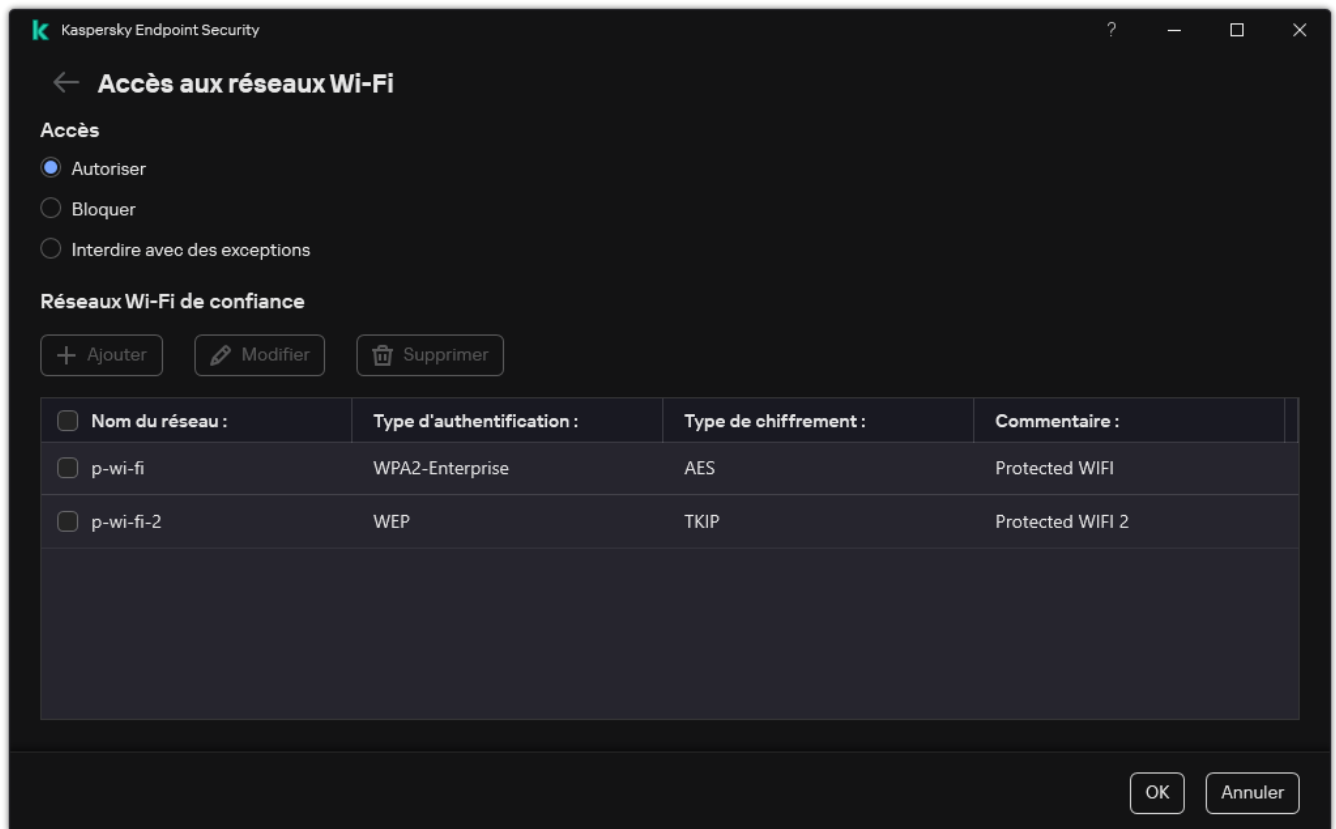 Kaspersky Endpoint Security ?
Accès aux réseaux Wi-Fi
Accès
Autoriser
Bloquer
Interdire avec des exceptions
Réseaux Wi-Fi de confiance
Ajouter Modifier Supprimer
Nom du réseau : Type d'authentification : Type de chiffrement : Commentaire :
p-wi-fi WPA2-Enterprise AES Protected WIFI
p-wi-fi-2 WEP TKIP Protected WIFI 2
OK Annuler